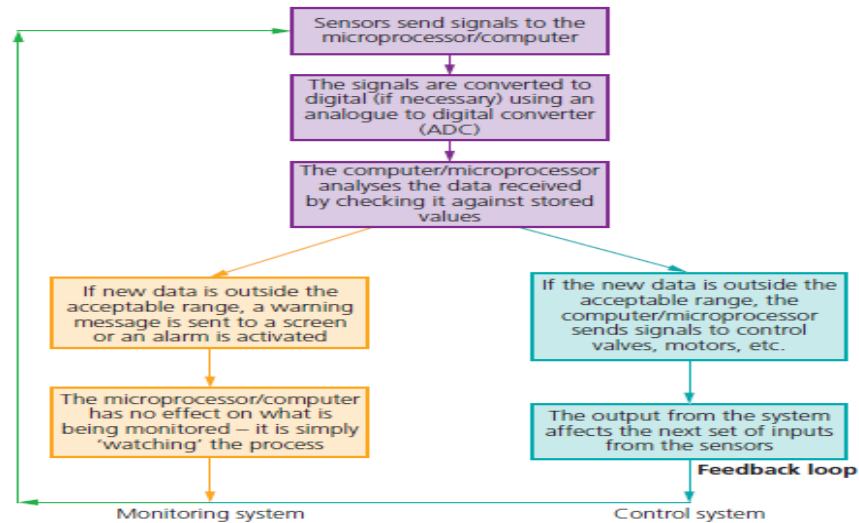 Sensors send signals to the
microprocessor/computer
The signals are converted to
digital (if necessary) using an
analogue to digital converter
(ADC)
The computer/microprocessor
analyses the data received
by checking it against stored
values
If new data is outside the
acceptable range, a warning
message is sent to a screen
or an alarm is activated
The microprocessor/computer
has no effect on what is
being monitored – it is simply
‘watching’ the process
Monitoring system
If the new data is outside the
acceptable range, the
computer/microprocessor
sends signals to control
valves, motors, etc.
The output from the system
affects the next set of inputs
from the sensors
Feedback loop
Control system